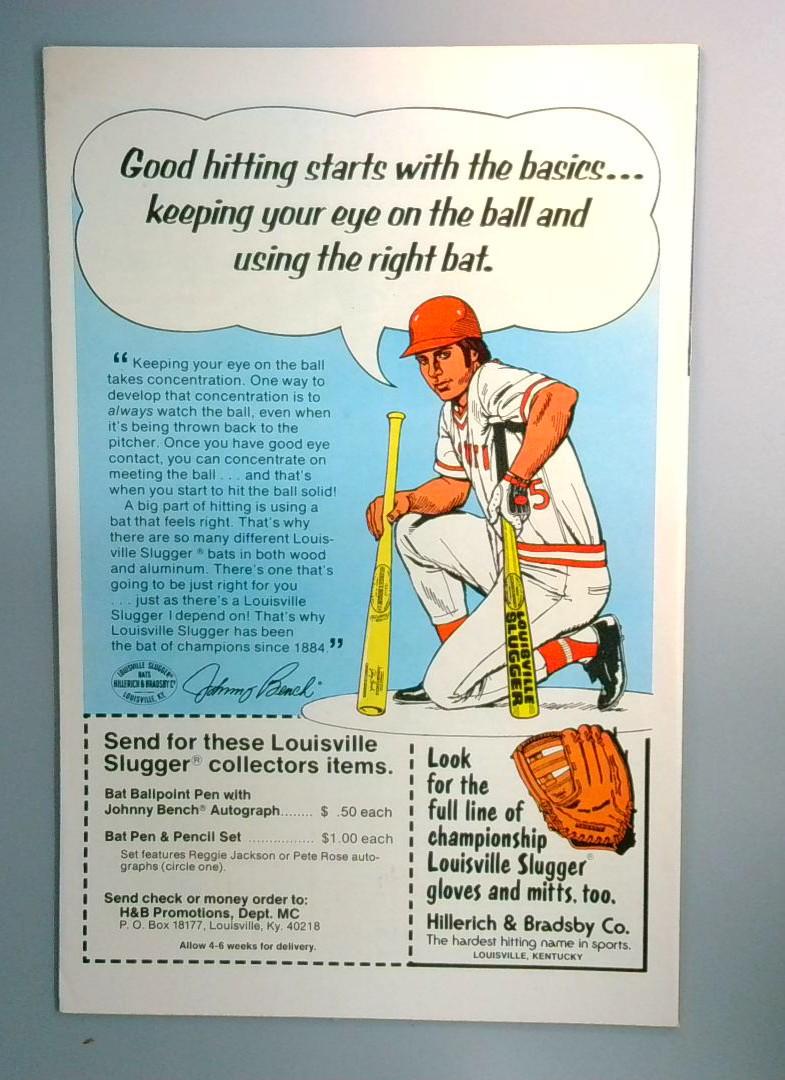 Good hitting starts with the basics...
keeping your eye on the ball and
using the right bat.
“ Keeping your eye on the ball
takes concentration. One way to
develop that concentration is to
always watch the ball, even when
it's being thrown back to the
pitcher. Once you have good eye
contact, you can concentrate on
meeting the ball . . . and that's
when you start to hit the ball solid!
A big part of hitting is using a
bat that feels right. That's why
there are so many different Louis-
ville Slugger® bats in both wood
and aluminum. There's one that's
going to be just right for you
. . . just as there's a Louisville
Slugger I depend on! That's why
Louisville Slugger has been
the bat of champions since 1884.”
5
LOUISVILLE
SLUGGER
LOUISVILLE SLUGGER®
BATS
HILLERICH & BRADSBY Co
LOUISVILLE, KY.
Johnny Bench®
Send for these Louisville
Slugger® collectors items.
Bat Ballpoint Pen with
Johnny Bench® Autograph........ $ .50 each
Bat Pen & Pencil Set ................ $1.00 each
Set features Reggie Jackson or Pete Rose auto-
graphs (circle one).
Send check or money order to:
H&B Promotions, Dept. MC
P. O. Box 18177, Louisville, Ky. 40218
Allow 4-6 weeks for delivery.
Look
for the
full line of
championship
Louisville Slugger®
gloves and mitts, too.
Hillerich & Bradsby Co.
The hardest hitting name in sports.
LOUISVILLE, KENTUCKY